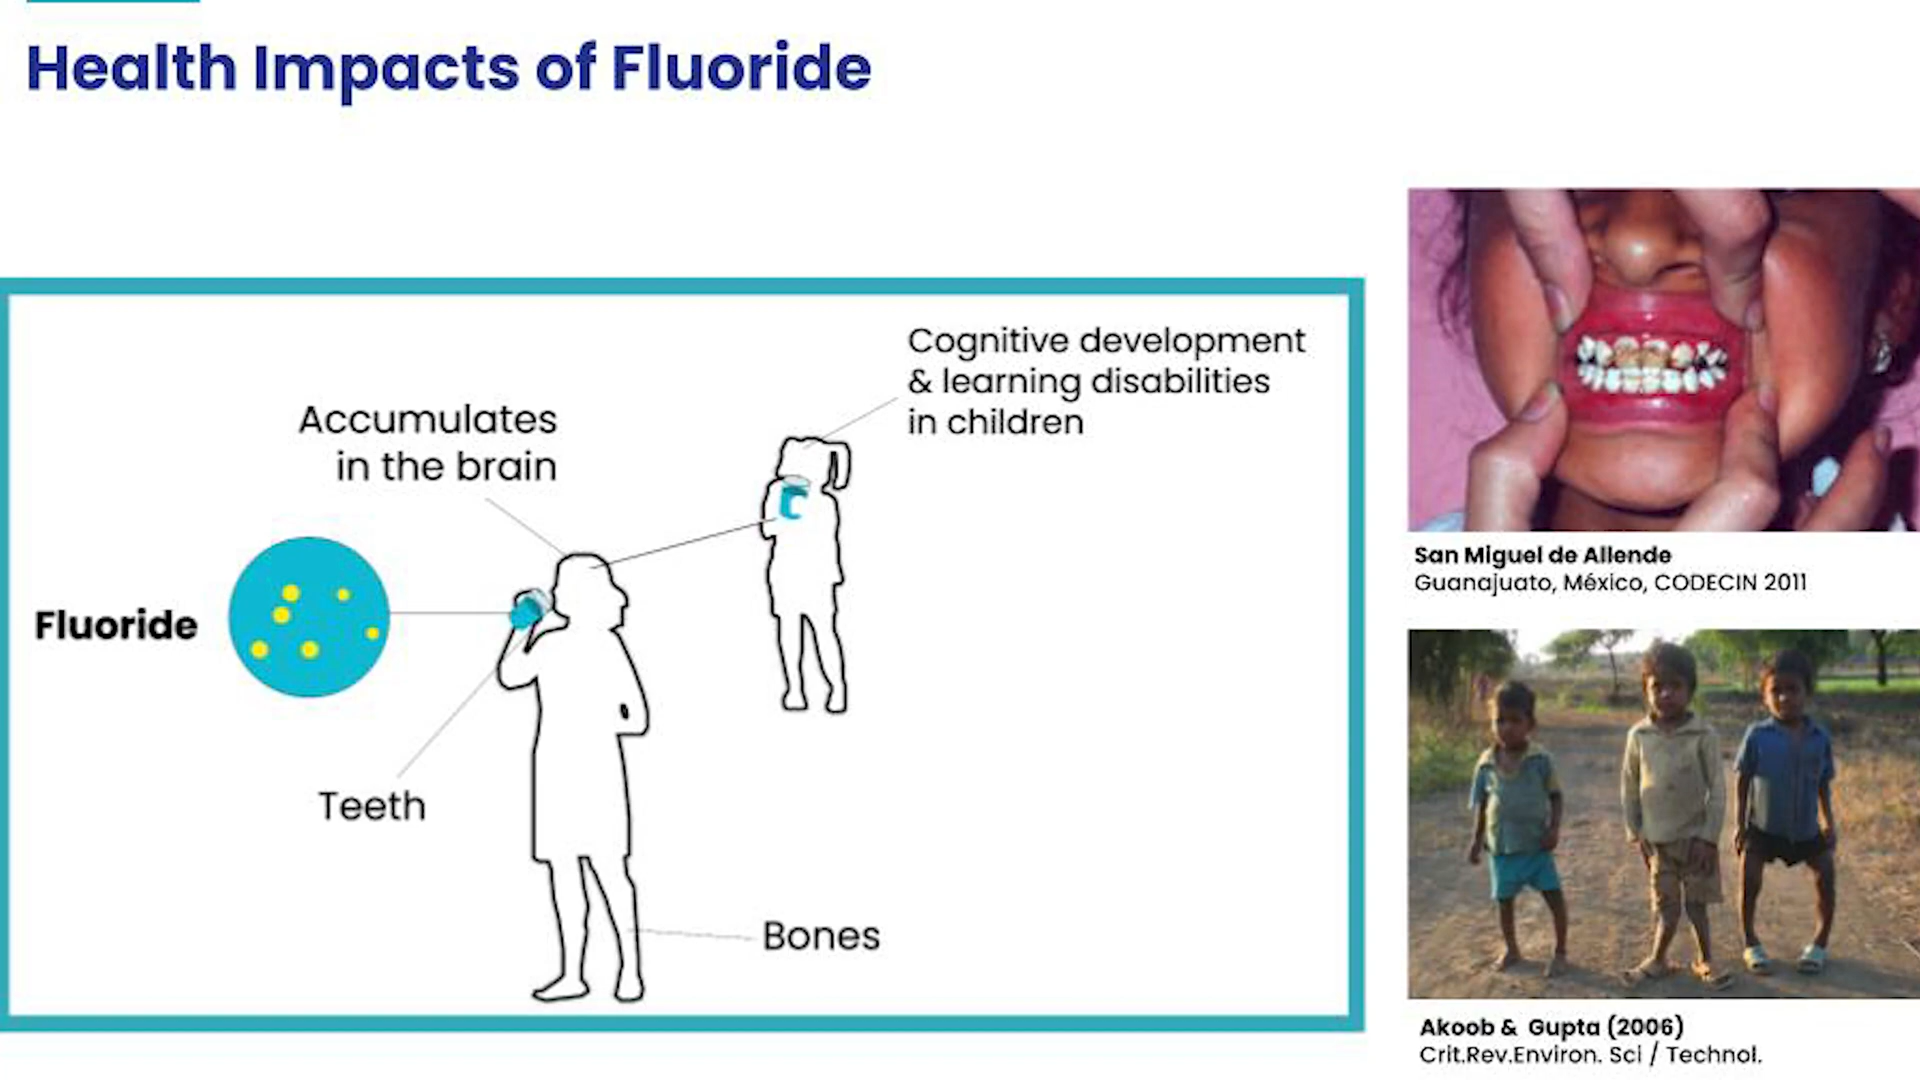 Health Impacts of Fluoride
Cognitive development
& learning disabilities
in children
Accumulates
in the brain
Fluoride
Teeth
Bones
San Miguel de Allende
Guanajuato, México, CODECIN 2011
Akoob & Gupta (2006)
Crit.Rev.Environ. Sci / Technol.